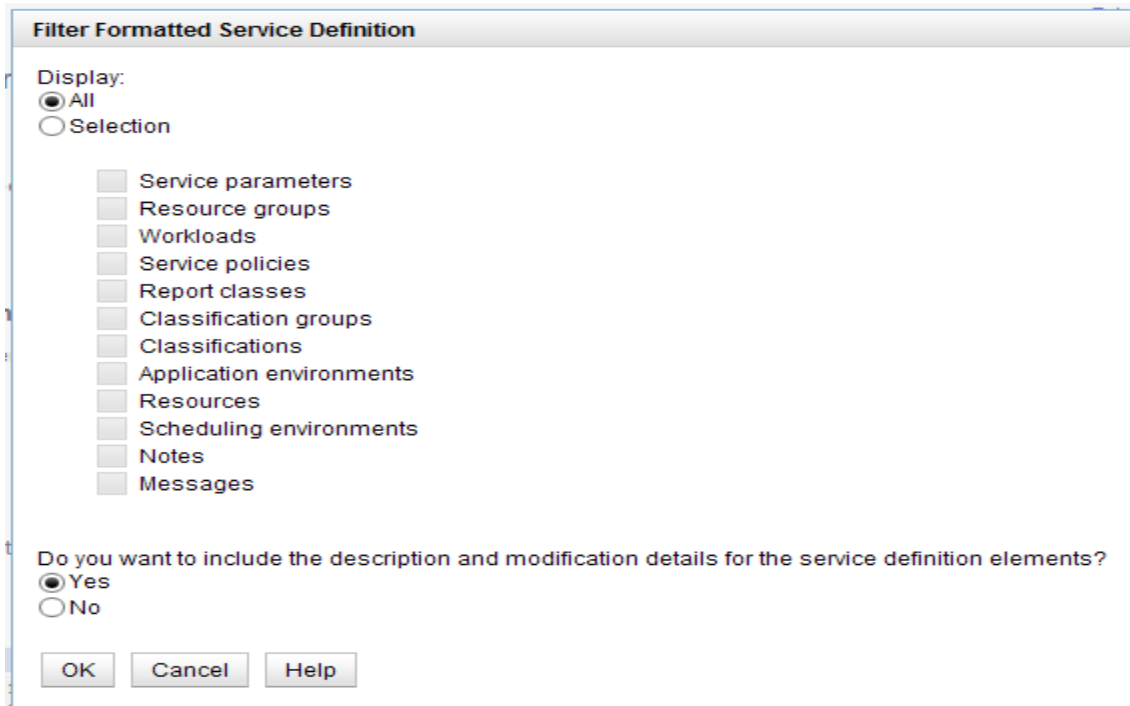 Filter Formatted Service Definition
Display:
All
Selection
Service parameters
Resource groups
Workloads
Service policies
Report classes
Classification groups
Classifications
Application environments
Resources
Scheduling environments
Notes
Messages
Do you want to include the description and modification details for the service definition elements?
Yes
No
OK Cancel Help